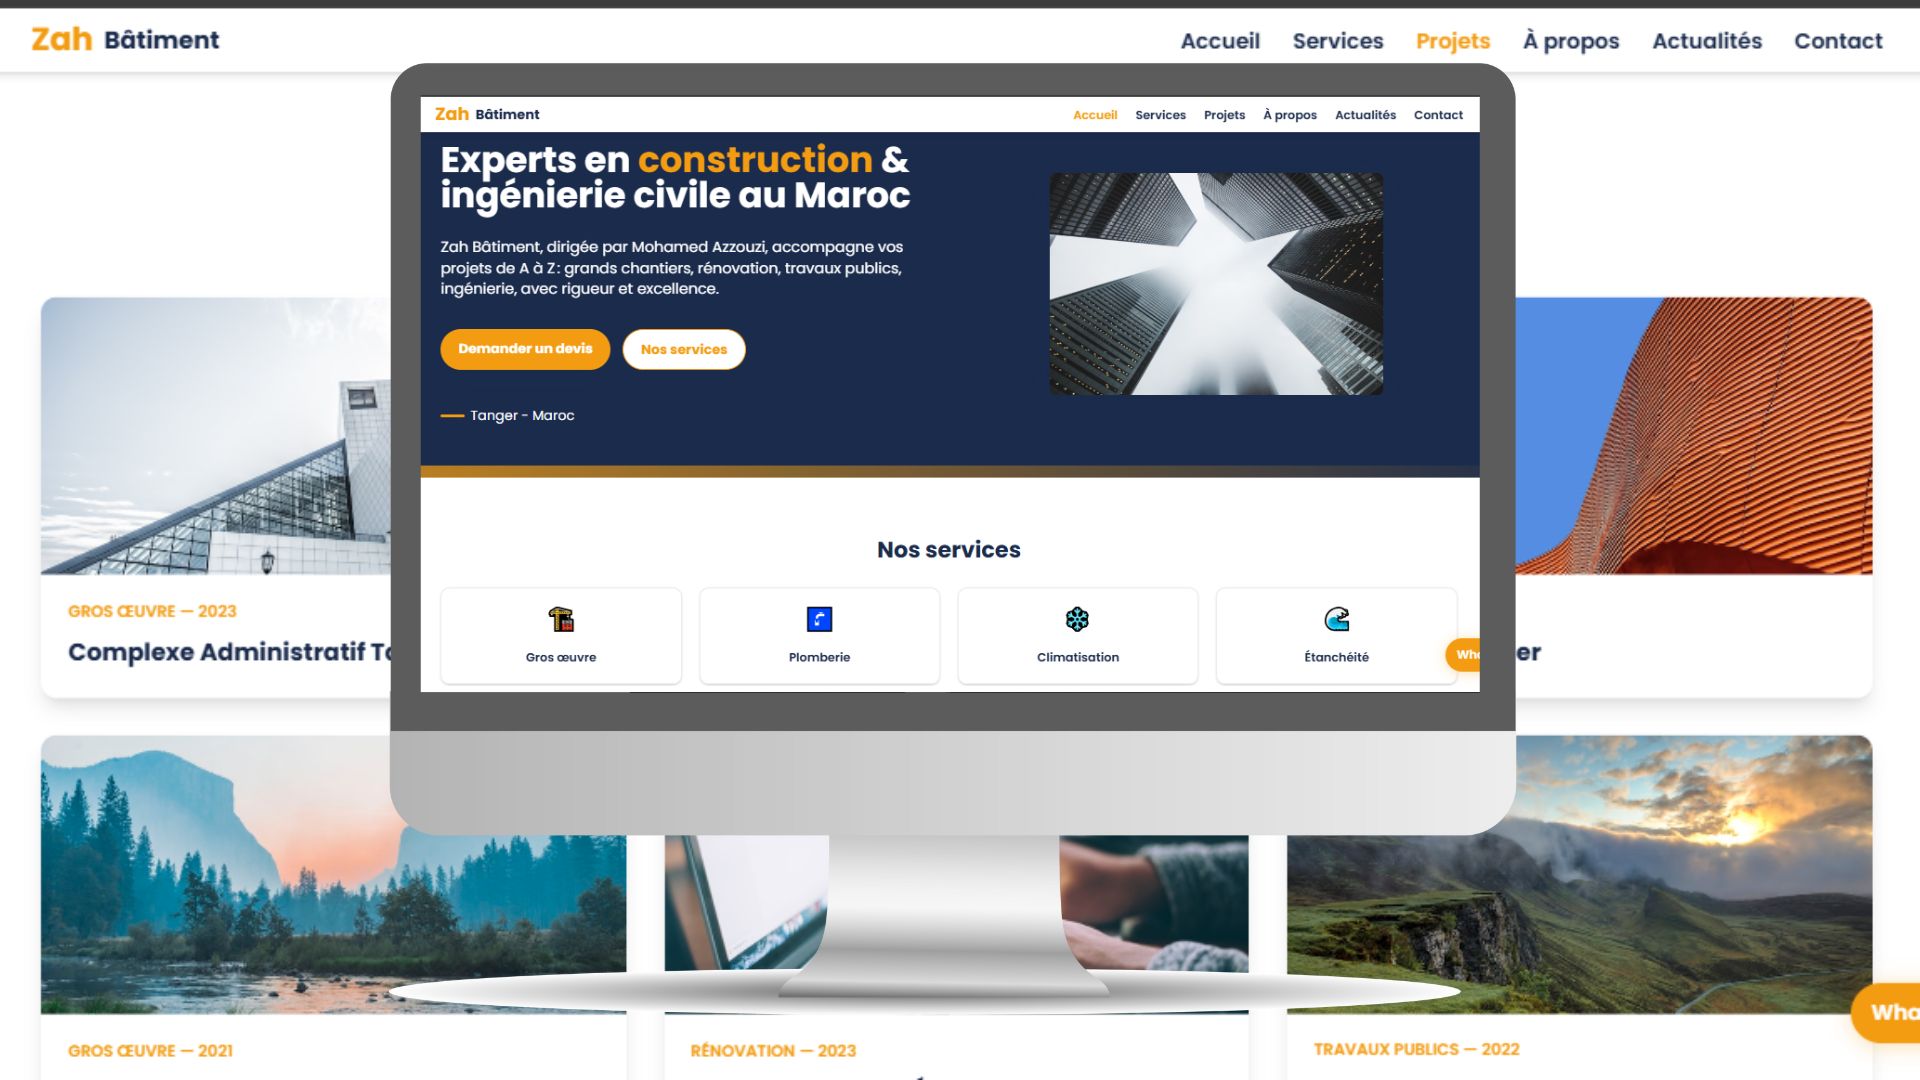 Zah Bâtiment
Accueil Services Projets À propos Actualités Contact
Zah Bâtiment
Accueil Services Projets À propos Actualités Contact
Experts en construction &
ingénierie civile au Maroc
Zah Bâtiment, dirigée par Mohamed Azzouzi, accompagne vos
projets de A à Z : grands chantiers, rénovation, travaux publics,
ingénierie, avec rigueur et excellence.
Demander un devis
Nos services
Tanger - Maroc
Nos services
Gros œuvre
Plomberie
Climatisation
Étanchéité
GROS ŒUVRE — 2023
Complexe Administratif
GROS ŒUVRE — 2021
RÉNOVATION — 2023
TRAVAUX PUBLICS — 2022